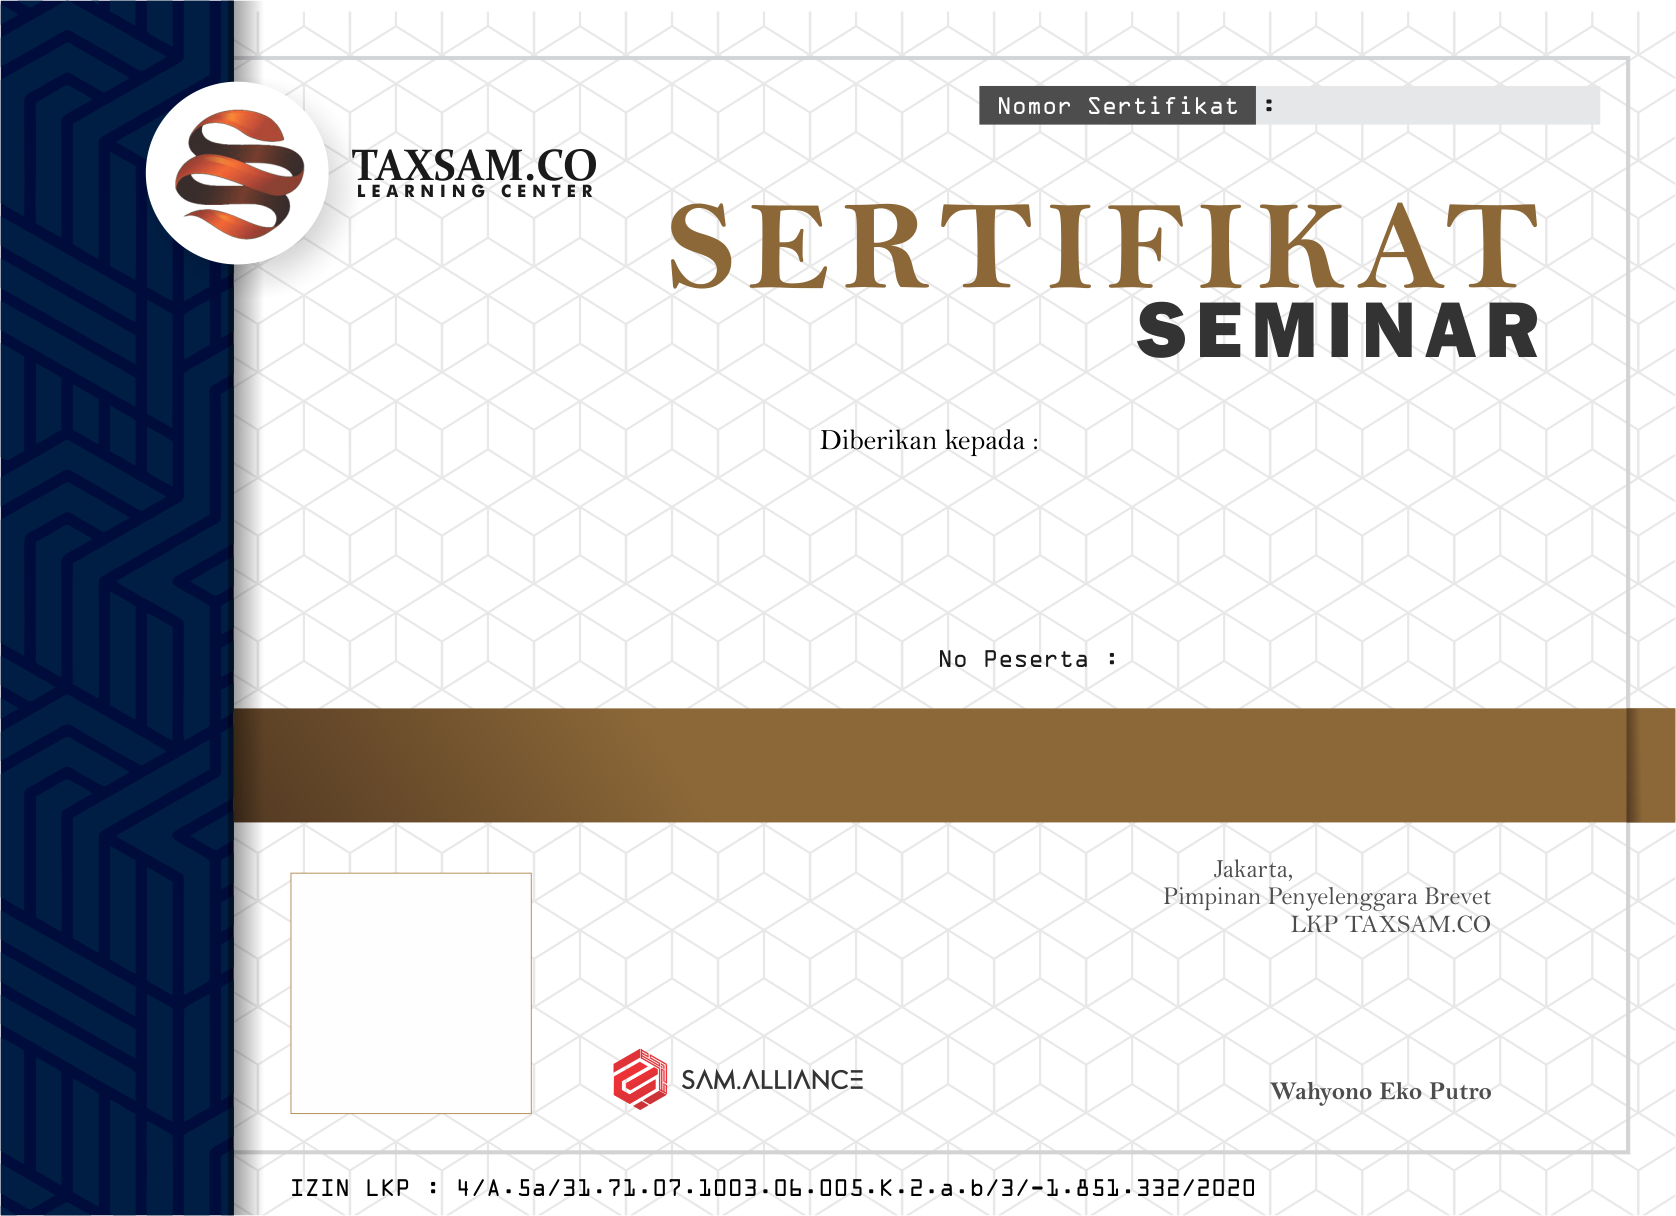 Nomor Sertifikat :
TAXSAM.CO
LEARNING CENTER
SERTIFIKAT
SEMINAR
Diberikan kepada :
No Peserta :
Jakarta,
Pimpinan Penyelenggara Brevet
LKP TAXSAM.CO
SAM.ALLIANCE
Wahyono Eko Putro
IZIN LKP : 4/A.5a/31.71.07.1003.06.005.K.2.a.b/3/-1.851.332/2020